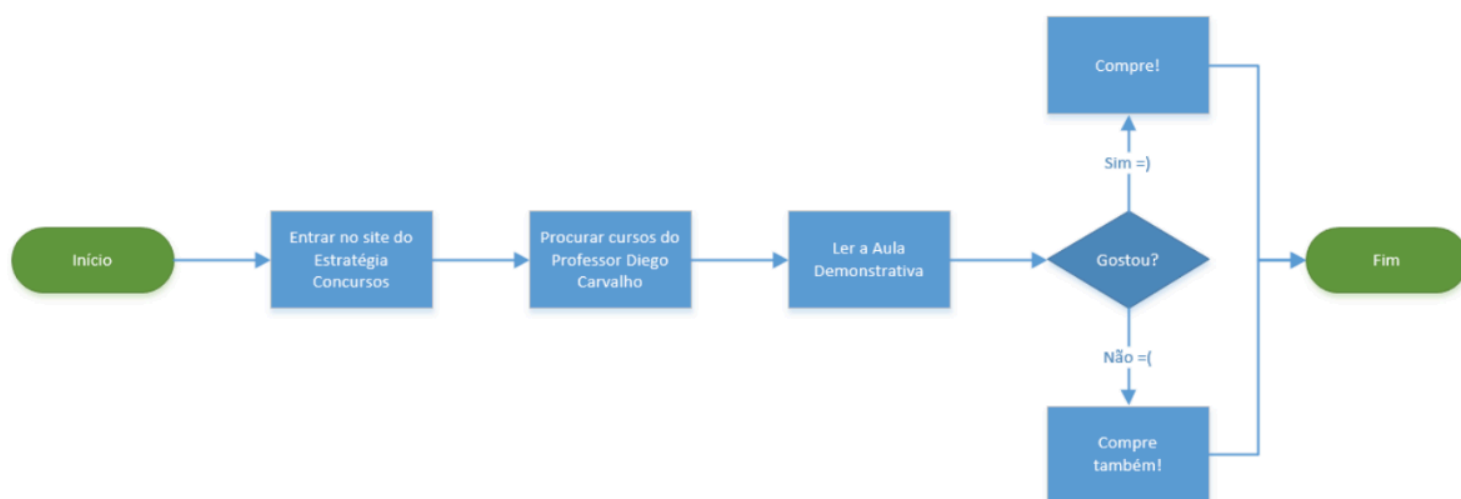 Início
Entrar no site do
Estratégia
Concursos
Procurar cursos do
Professor Diego
Carvalho
Ler a Aula
Demonstrativa
Gostou?
Sim =)
Compre!
Não =(
Compre
também!
Fim